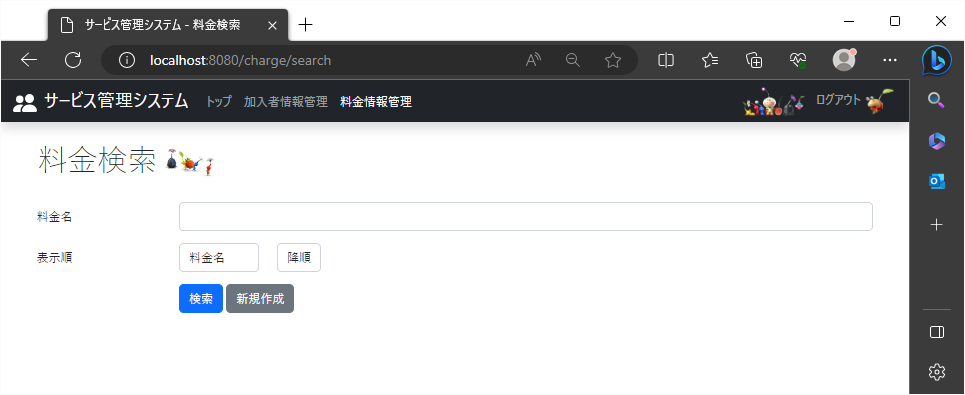 サービス管理システム - 料金検索
localhost:8080/charge/search
サービス管理システム トップ 加入者情報管理 料金情報管理 ログアウト
料金検索
料金名
表示順 料金名 降順
検索 新規作成